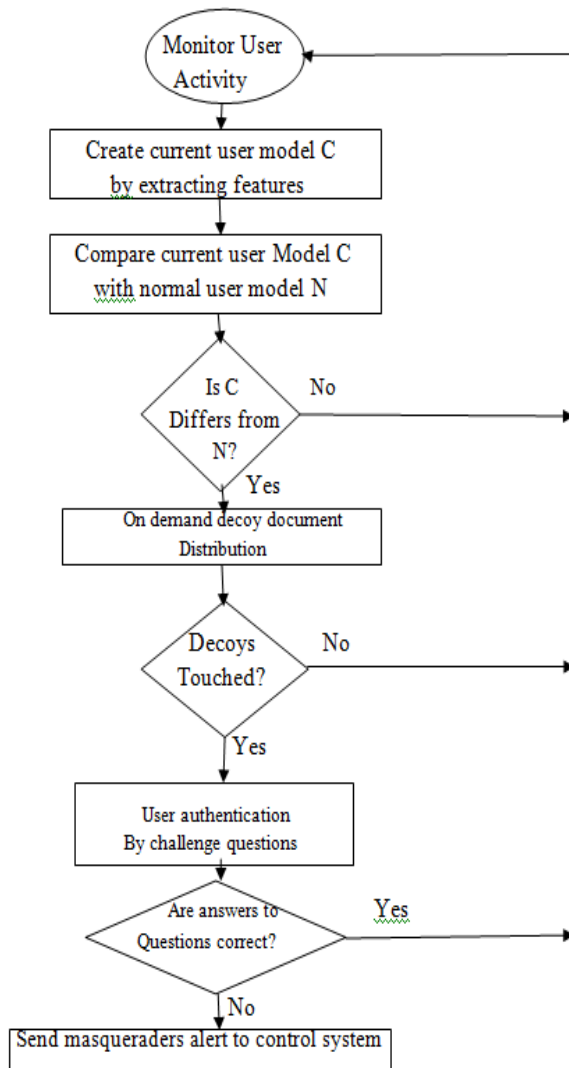 Monitor User
Activity
Create current user model C
by extracting features
Compare current user Model C
with normal user model N
Is C
Differs from
N?
No
Yes
On demand decoy document
Distribution
Decoys
Touched?
No
Yes
User authentication
By challenge questions
Are answers to
Questions correct?
Yes
No
Send masqueraders alert to control system